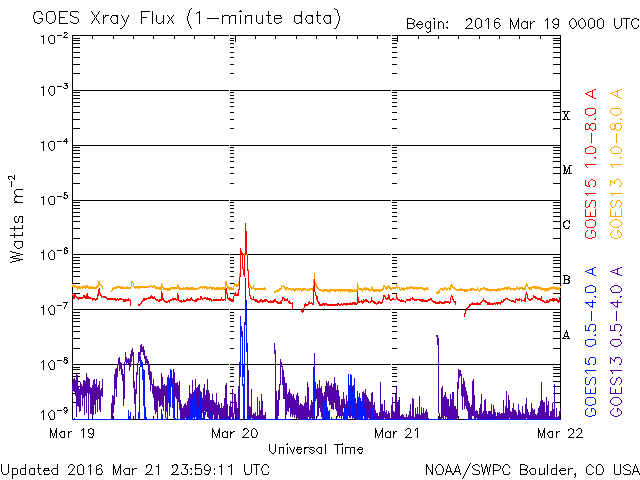 GOES Xray Flux (1-minute data)
Begin: 2016 Mar 19 0000 UTC
10⁻²
10⁻³
10⁻⁴
10⁻⁵
10⁻⁶
10⁻⁷
10⁻⁸
10⁻⁹
Watts m⁻²
X
M
C
B
A
GOES15 1.0-8.0 A
GOES13 1.0-8.0 A
GOES15 0.5-4.0 A
GOES13 0.5-4.0 A
Mar 19 Mar 20 Mar 21 Mar 22
Universal Time
Updated 2016 Mar 21 23:59:11 UTC
NOAA/SWPC Boulder, CO USA